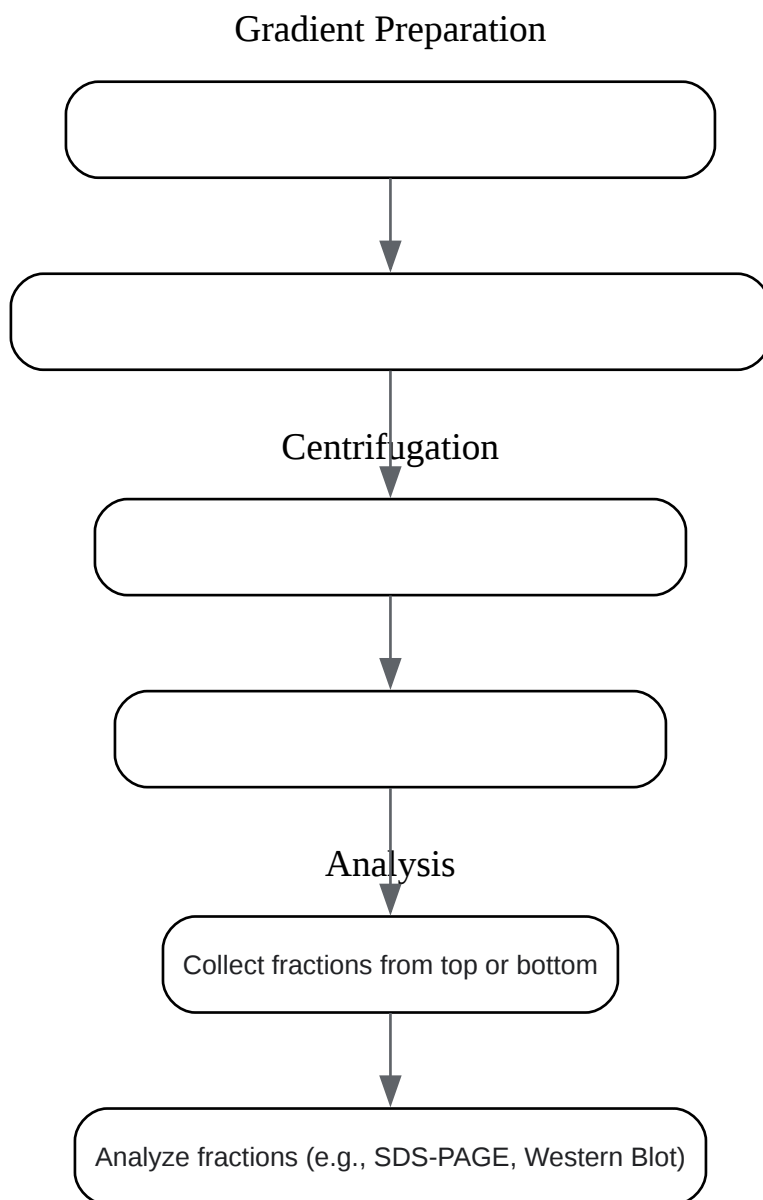 Gradient Preparation
Centrifugation
Analysis
Collect fractions from top or bottom
Analyze fractions (e.g., SDS-PAGE, Western Blot)